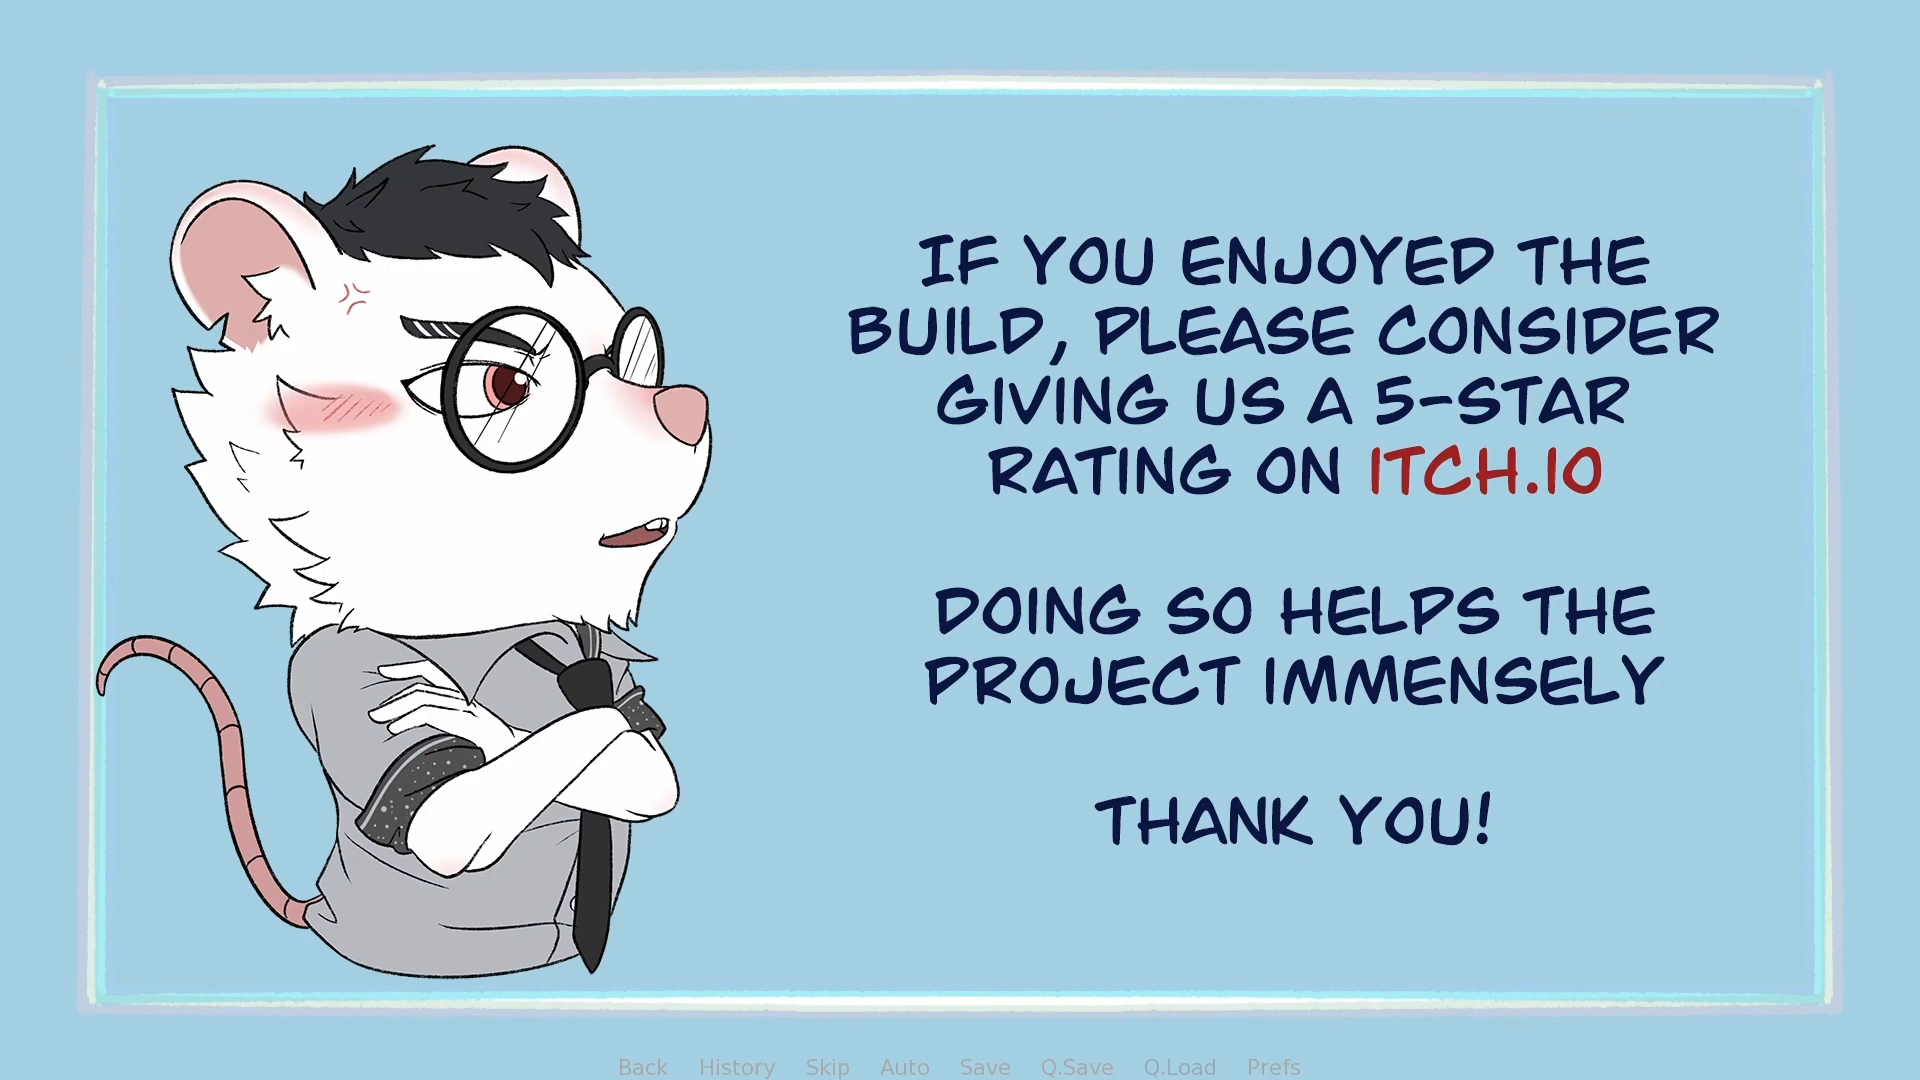 IF YOU ENJOYED THE
BUILD, PLEASE CONSIDER
GIVING US A 5-STAR
RATING ON ITCH.IO
DOING SO HELPS THE
PROJECT IMMENSELY
THANK YOU!
Back History Skip Auto Save Q.Save Q.Load Prefs